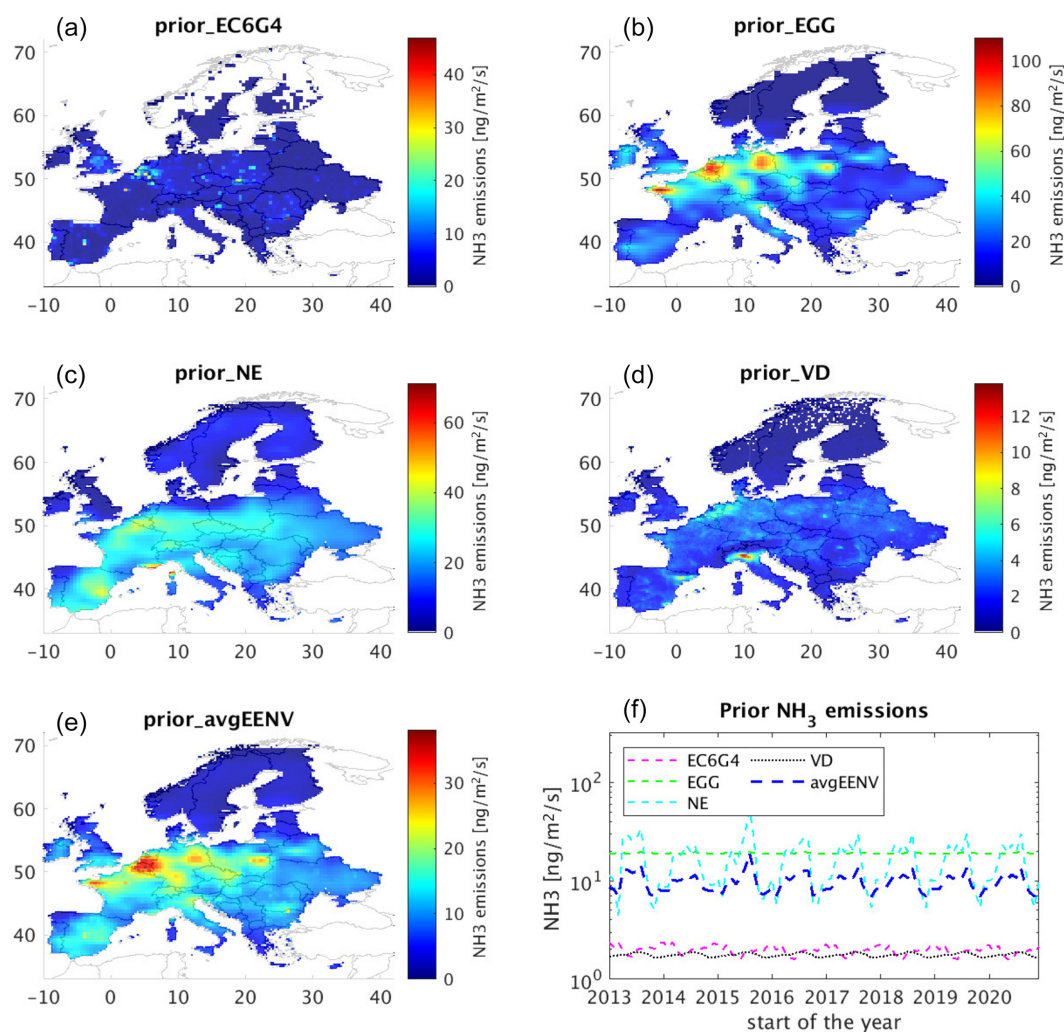 (a) prior_EC6G4
70
60
50
40
-10 0 10 20 30 40
40
30
20
10
0
NH3 emissions [ng/m²/s]
(b) prior_EGG
70
60
50
40
-10 0 10 20 30 40
100
80
60
40
20
0
NH3 emissions [ng/m²/s]
(c) prior_NE
70
60
50
40
-10 0 10 20 30 40
60
50
40
30
20
10
0
NH3 emissions [ng/m²/s]
(d) prior_VD
70
60
50
40
-10 0 10 20 30 40
12
10
8
6
4
2
0
NH3 emissions [ng/m²/s]
(e) prior_avgEENV
70
60
50
40
-10 0 10 20 30 40
30
20
10
0
NH3 emissions [ng/m²/s]
(f) Prior NH₃ emissions
EC6G4
EGG
NE
VD
avgEENV
10²
10¹
10⁰
NH3 [ng/m²/s]
2013 2014 2015 2016 2017 2018 2019 2020
start of the year